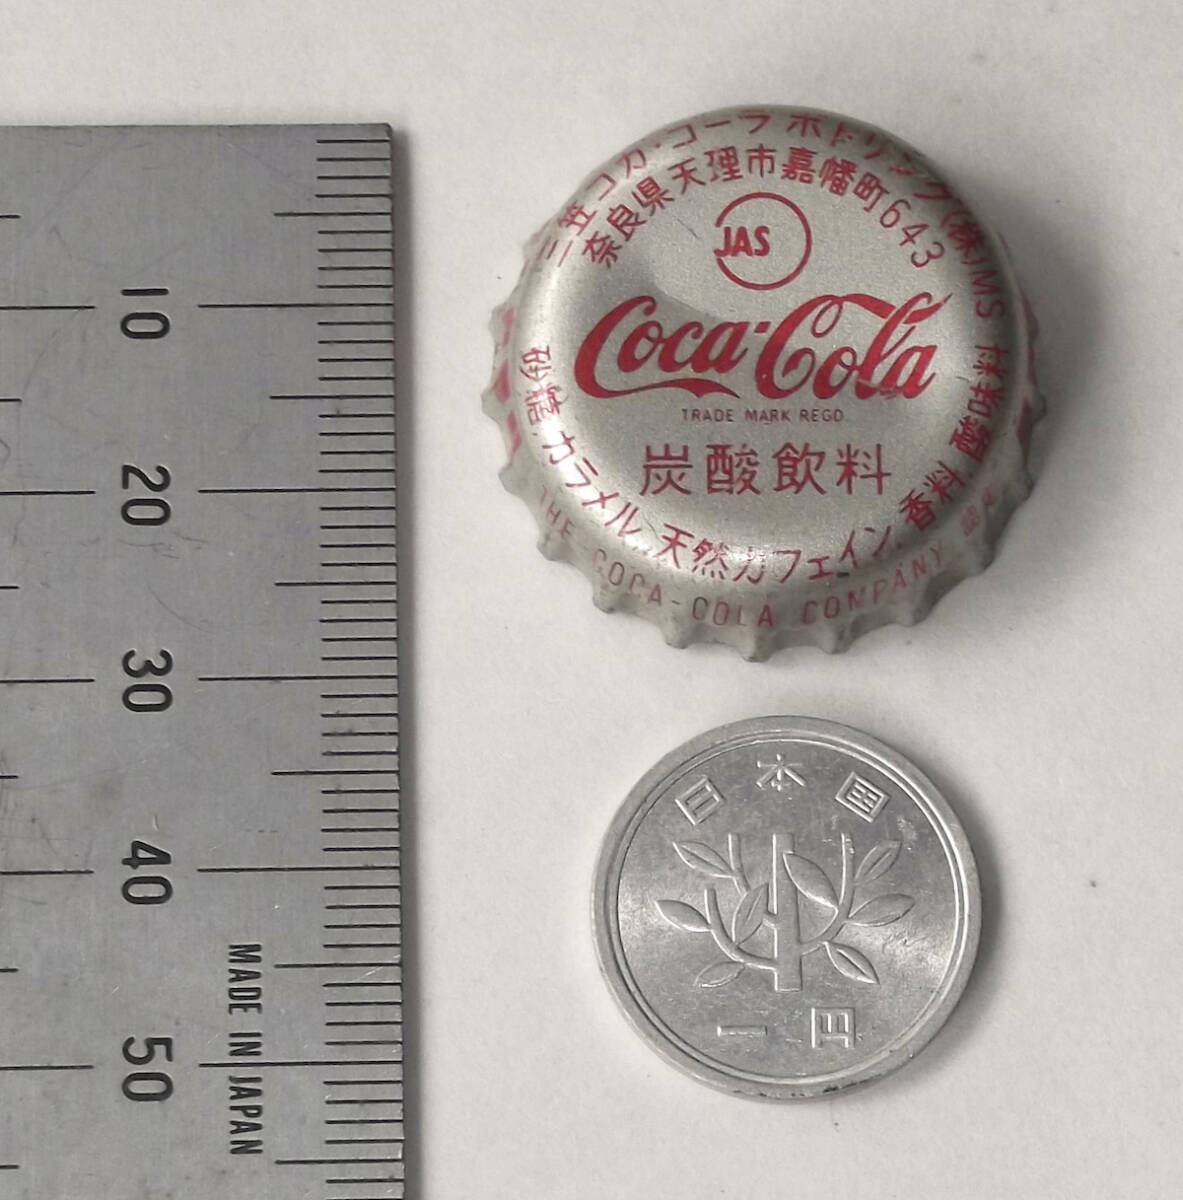 三笠コカ・コーラボトリング(株)MS
奈良県天理市嘉幡町643
JAS
Coca-Cola
TRADE MARK REGD.
炭酸飲料
砂糖.カラメル.天然カフェイン.香料.酸味料
THE COCA-COLA COMPANY
10
20
30
40
50
MADE IN JAPAN
日本国
一円